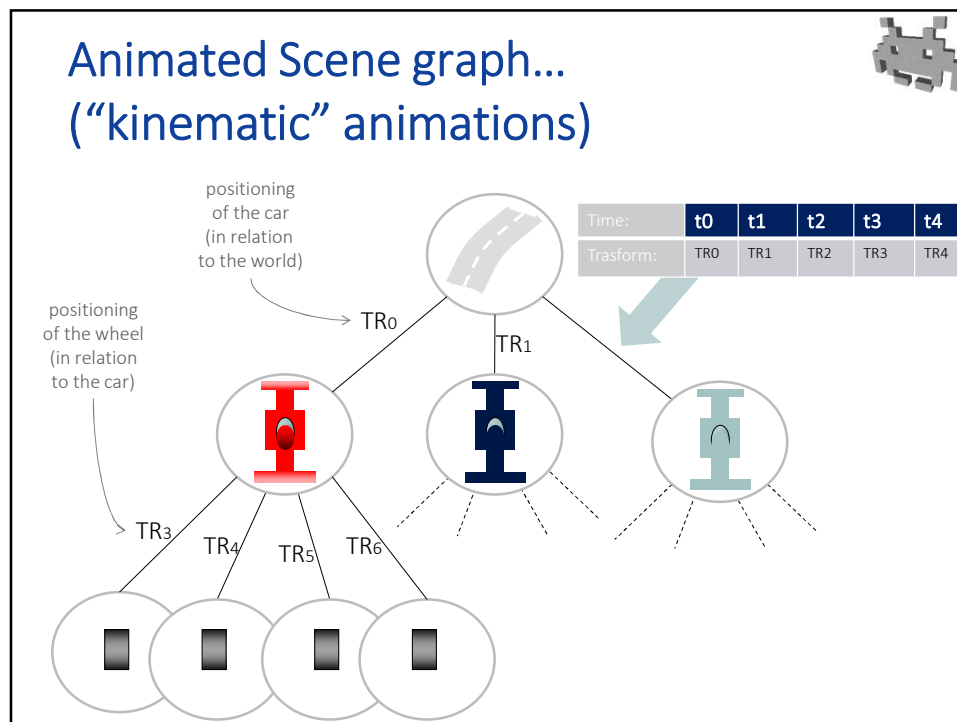 Animated Scene graph…
(“kinematic” animations)
positioning
of the car
(in relation
to the world)
Time: t0 t1 t2 t3 t4
Trasform: TR0 TR1 TR2 TR3 TR4
positioning
of the wheel
(in relation
to the car)
TR0
TR1
TR3
TR4
TR5
TR6